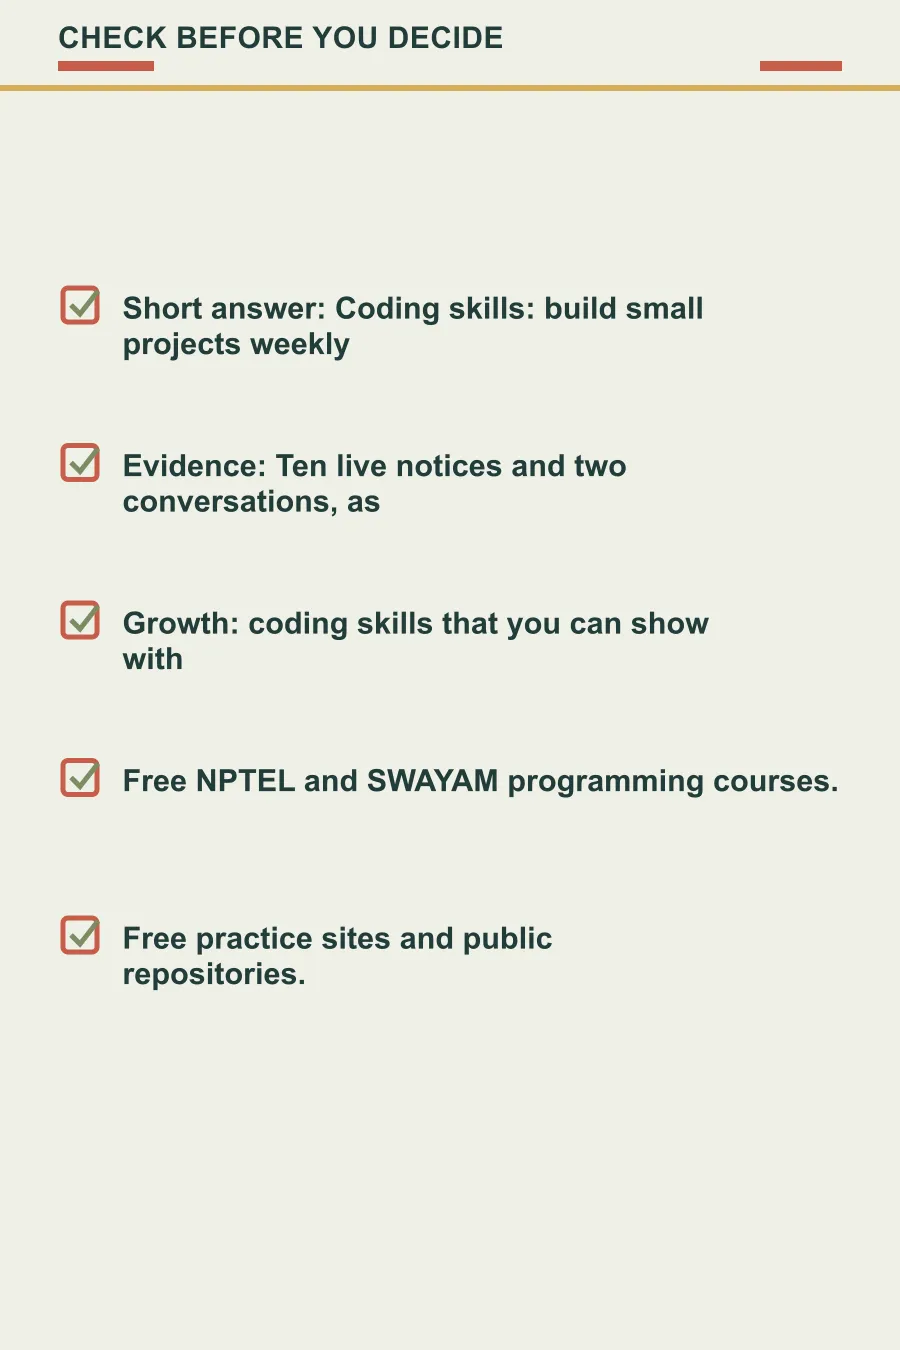 CHECK BEFORE YOU DECIDE
Short answer: Coding skills: build small
projects weekly
Evidence: Ten live notices and two
conversations, as
Growth: coding skills that you can show
with
Free NPTEL and SWAYAM programming courses.
Free practice sites and public
repositories.